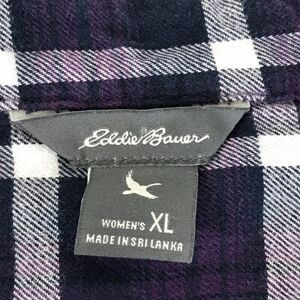 Eddie Bauer
WOMEN'S XL
MADE IN SRI LANKA